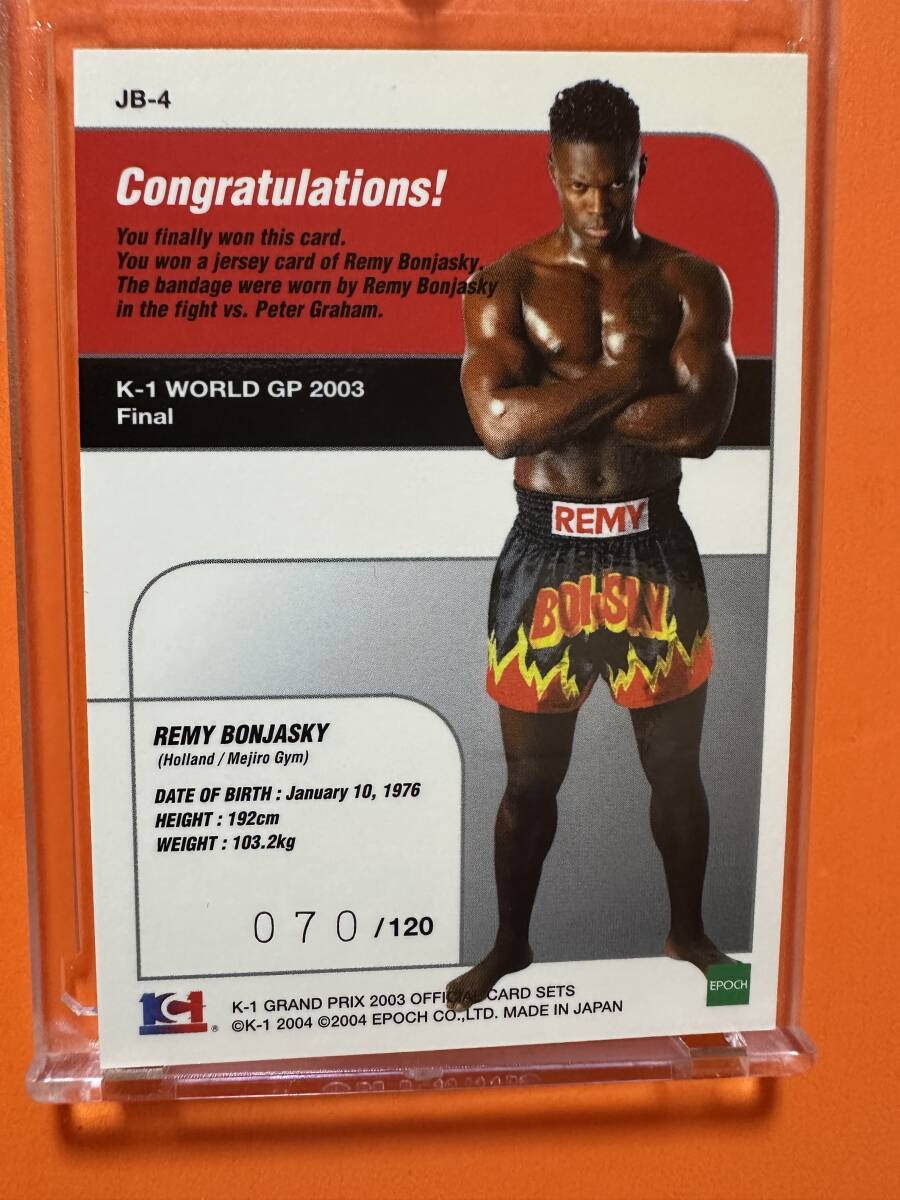 JB-4
Congratulations!
You finally won this card.
You won a jersey card of Remy Bonjasky.
The bandage were worn by Remy Bonjasky
in the fight vs. Peter Graham.
K-1 WORLD GP 2003
Final
REMY
REMY BONJASKY
(Holland / Mejiro Gym)
DATE OF BIRTH : January 10, 1976
HEIGHT : 192cm
WEIGHT : 103.2kg
070 /120
EPOCH
K-1
K-1 GRAND PRIX 2003 OFFICIAL CARD SETS
©K-1 2004 ©2004 EPOCH CO.,LTD. MADE IN JAPAN